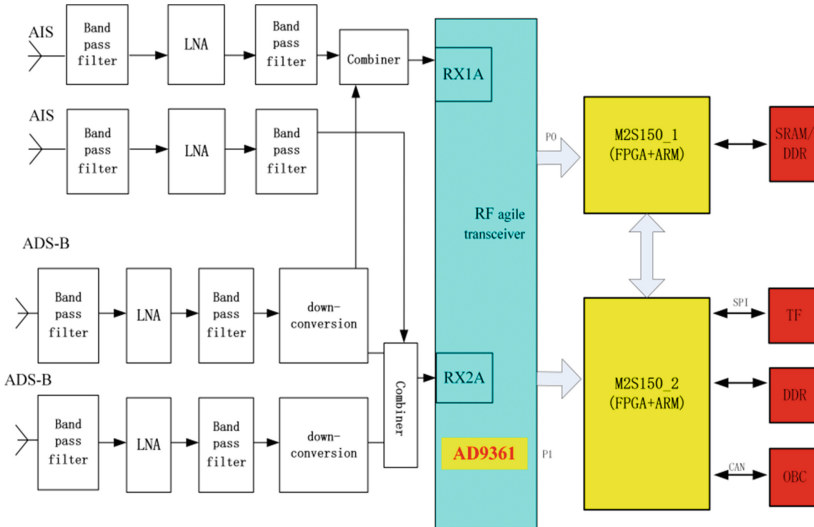 AIS
Band
pass
filter
LNA
Band
pass
filter
Combiner
RX1A
AIS
Band
pass
filter
LNA
Band
pass
filter
ADS-B
Band
pass
filter
LNA
Band
pass
filter
down-
conversion
ADS-B
Band
pass
filter
LNA
Band
pass
filter
down-
conversion
Combiner
RX2A
RF agile
transceiver
AD9361
P0
P1
M2S150_1
(FPGA+ARM)
SRAM/
DDR
M2S150_2
(FPGA+ARM)
SPI
TF
DDR
CAN
OBC